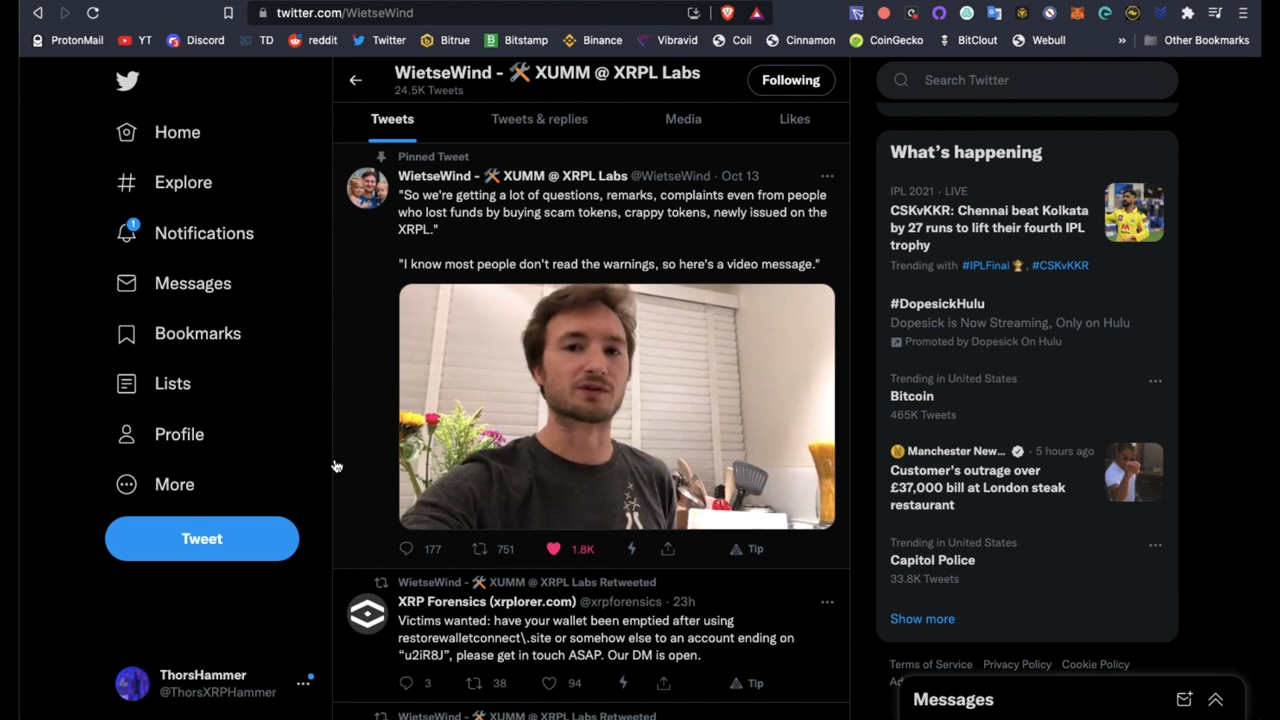 twitter.com/WietseWind
ProtonMail YT Discord TD reddit Twitter Bitrue Bitstamp Binance Vibravid Coil Cinnamon CoinGecko BitClout Webull » Other Bookmarks
WietseWind - 🛠 XUMM @ XRPL Labs
24.5K Tweets
Following
Search Twitter
Home
Explore
1
Notifications
Messages
Bookmarks
Lists
Profile
More
Tweet
ThorsHammer
@ThorsXRPHammer
Tweets Tweets & replies Media Likes
Pinned Tweet
WietseWind - 🛠 XUMM @ XRPL Labs @WietseWind · Oct 13
"So we're getting a lot of questions, remarks, complaints even from people
who lost funds by buying scam tokens, crappy tokens, newly issued on the
XRPL."
"I know most people don't read the warnings, so here's a video message."
177 751 1.8K Tip
WietseWind - 🛠 XUMM @ XRPL Labs Retweeted
XRP Forensics (xrplorer.com) @xrpforensics · 23h
Victims wanted: have your wallet been emptied after using
restorewalletconnect\.site or somehow else to an account ending on
“u2iR8J”, please get in touch ASAP. Our DM is open.
3 38 94 Tip
WietseWind - 🛠 XUMM @ XRPL Labs Retweeted
What's happening
IPL 2021 · LIVE
CSKvKKR: Chennai beat Kolkata
by 27 runs to lift their fourth IPL
trophy
Trending with #IPLFinal🏆, #CSKvKKR
#DopesickHulu
Dopesick is Now Streaming, Only on Hulu
Promoted by Dopesick On Hulu
Trending in United States
Bitcoin
465K Tweets
Manchester New... · 5 hours ago
Customer's outrage over
£37,000 bill at London steak
restaurant
Trending in United States
Capitol Police
33.8K Tweets
Show more
Terms of Service Privacy Policy Cookie Policy
Messages